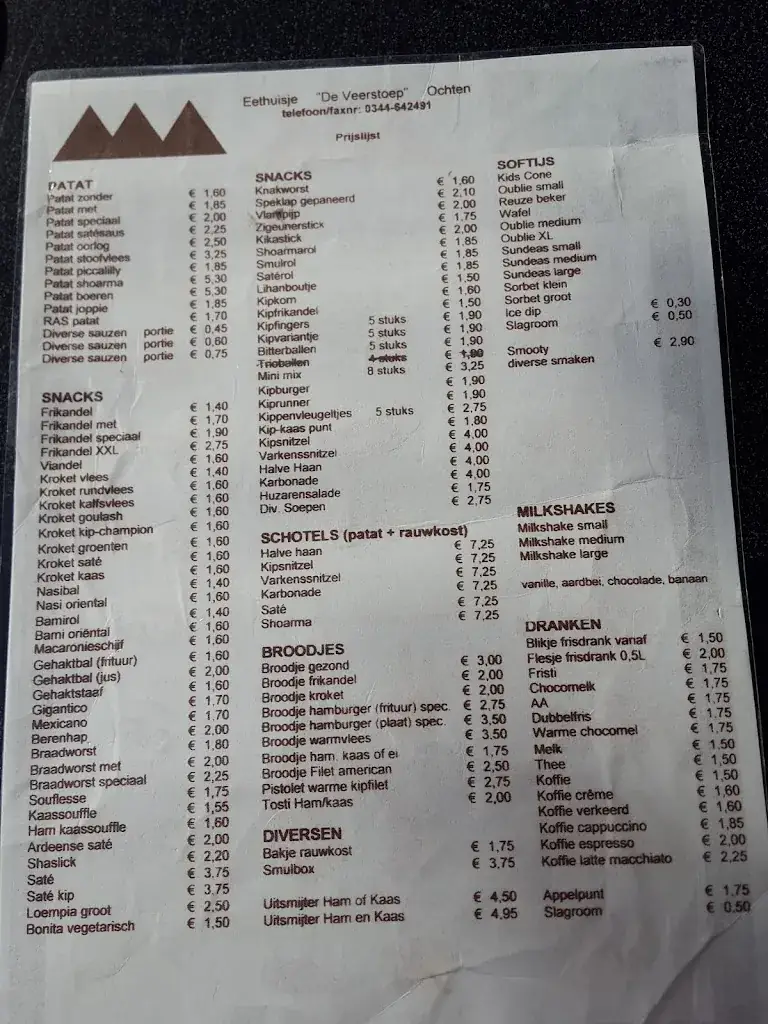 Eethuisje "De Veerstoep" Ochten
telefoon/faxnr: 0344-642491
Prijslijst
PATAT
Patat zonder € 1,60
Patat met € 1,85
Patat speciaal € 2,00
Patat satésaus € 2,25
Patat oorlog € 2,50
Patat stoofvlees € 3,25
Patat piccalilly € 1,85
Patat shoarma € 5,30
Patat boeren € 5,30
Patat joppie € 1,85
RAS patat € 1,70
Diverse sauzen portie € 0,45
Diverse sauzen portie € 0,60
Diverse sauzen portie € 0,75
SNACKS
Frikandel € 1,40
Frikandel met € 1,70
Frikandel speciaal € 1,90
Frikandel XXL € 2,75
Viandel € 1,60
Kroket vlees € 1,40
Kroket rundvlees € 1,60
Kroket kalfsvlees € 1,60
Kroket goulash € 1,60
Kroket kip-champion € 1,60
Kroket groenten € 1,60
Kroket saté € 1,60
Kroket kaas € 1,60
Nasibal € 1,40
Nasi oriental € 1,60
Bamirol € 1,40
Bami oriëntal € 1,60
Macaronieschijf € 1,60
Gehaktbal (frituur) € 1,60
Gehaktbal (jus) € 2,00
Gehaktstaaf € 1,60
Gigantico € 1,70
Mexicano € 1,70
Berenhap € 2,00
Braadworst € 1,80
Braadworst met € 2,00
Braadworst speciaal € 2,25
Souflesse € 1,75
Kaassouffle € 1,55
Ham kaassouffle € 1,60
Ardeense saté € 2,00
Shaslick € 2,20
Saté € 3,75
Saté kip € 3,75
Loempia groot € 2,50
Bonita vegetarisch € 1,50
SNACKS
Knakworst € 1,60
Speklap gepaneerd € 2,10
Vlampijp € 2,00
Zigeunerstick € 1,75
Kikastick € 2,00
Shoarmarol € 1,85
Smulrol € 1,85
Satérol € 1,85
Lihanboutje € 1,50
Kipkorn € 1,60
Kipfrikandel € 1,50
Kipfingers 5 stuks € 1,90
Kipvariantje 5 stuks € 1,90
Bitterballen 5 stuks € 1,90
Trioballen 4 stuks € 1,90
Mini mix 8 stuks € 3,25
Kipburger € 1,90
Kiprunner € 1,90
Kippenvleugeltjes 5 stuks € 2,75
Kip-kaas punt € 1,80
Kipsnitzel € 4,00
Varkenssnitzel € 4,00
Halve Haan € 4,00
Karbonade € 4,00
Huzarensalade € 1,75
Div. Soepen € 2,75
SCHOTELS (patat + rauwkost)
Halve haan € 7,25
Kipsnitzel € 7,25
Varkenssnitzel € 7,25
Karbonade € 7,25
Saté € 7,25
Shoarma € 7,25
BROODJES
Broodje gezond € 3,00
Broodje frikandel € 2,00
Broodje kroket € 2,00
Broodje hamburger (frituur) spec. € 2,75
Broodje hamburger (plaat) spec. € 3,50
Broodje warmvlees € 3,50
Broodje ham, kaas of ei € 1,75
Broodje Filet american € 2,50
Pistolet warme kipfilet € 2,75
Tosti Ham/kaas € 2,00
DIVERSEN
Bakje rauwkost € 1,75
Smulbox € 3,75
Uitsmijter Ham of Kaas € 4,50
Uitsmijter Ham en Kaas € 4,95
SOFTIJS
Kids Cone
Oublie small
Reuze beker
Wafel
Oublie medium
Oublie XL
Sundeas small
Sundeas medium
Sundeas large
Sorbet klein
Sorbet groot
Ice dip € 0,30
Slagroom € 0,50
Smooty € 2,90
diverse smaken
MILKSHAKES
Milkshake small
Milkshake medium
Milkshake large
vanille, aardbei, chocolade, banaan
DRANKEN
Blikje frisdrank vanaf € 1,50
Flesje frisdrank 0,5L € 2,00
Fristi € 1,75
Chocomelk € 1,75
AA € 1,75
Dubbelfris € 1,75
Warme chocomel € 1,75
Melk € 1,50
Thee € 1,50
Koffie € 1,50
Koffie crême € 1,60
Koffie verkeerd € 1,60
Koffie cappuccino € 1,85
Koffie espresso € 2,00
Koffie latte macchiato € 2,25
Appelpunt € 1,75
Slagroom € 0,50